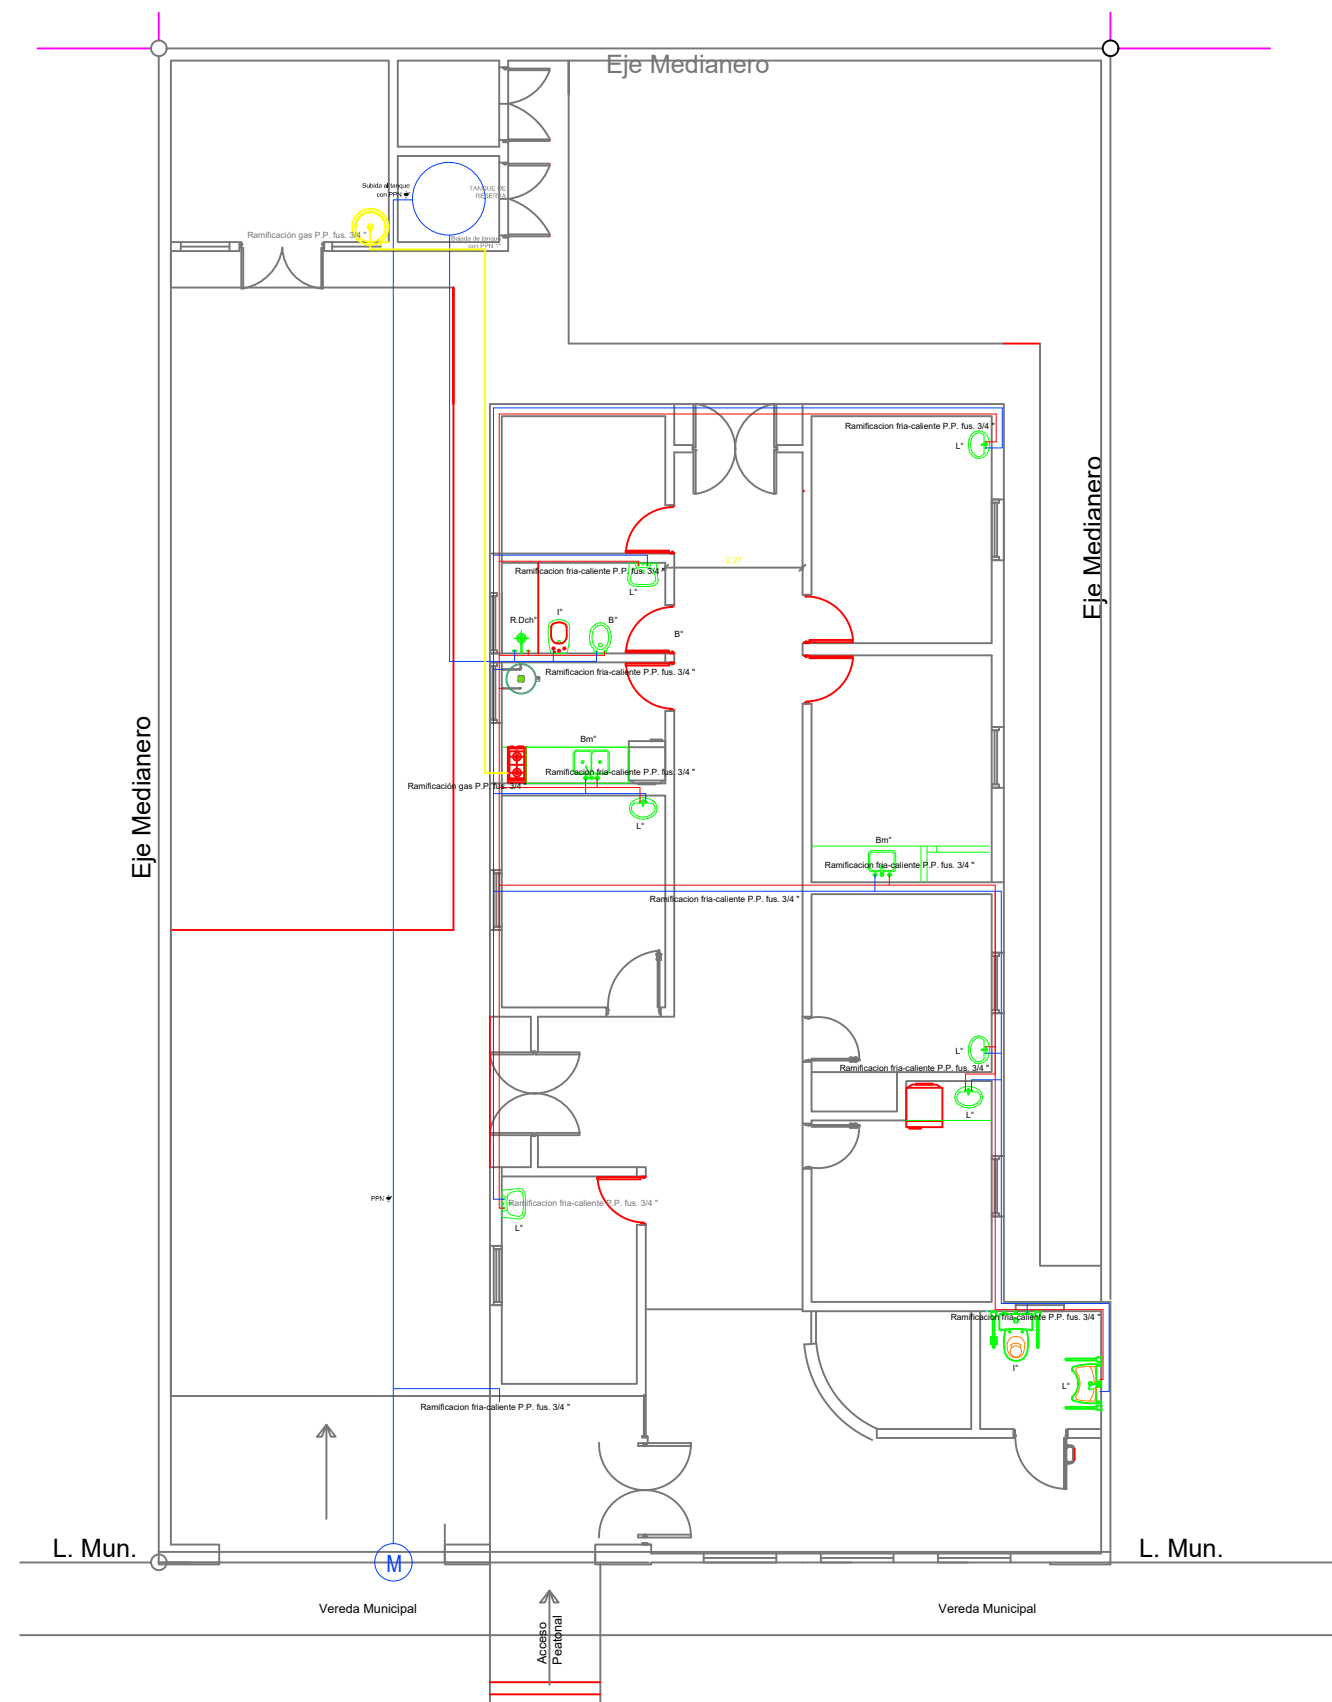 Eje Medianero
Subida al tanque
con PPN
TANQUE DE
RESERVA
Ramificación gas P.P. fus. 3/4 "
Bajada de tanque
con PPN 1"
Ramificacion fria-caliente P.P. fus. 3/4 "
L°
Eje Medianero
2.27
Ramificacion fria-caliente P.P. fus. 3/4 "
L°
R.Dch°
I°
B°
B°
Ramificacion fria-caliente P.P. fus. 3/4 "
Eje Medianero
Bm°
Ramificacion fria-caliente P.P. fus. 3/4 "
Ramificación gas P.P. fus. 3/4 "
L°
Bm°
Ramificacion fria-caliente P.P. fus. 3/4 "
Ramificacion fria-caliente P.P. fus. 3/4 "
L°
Ramificacion fria-caliente P.P. fus. 3/4 "
L°
PPN
Ramificacion fria-caliente P.P. fus. 3/4 "
L°
Ramificacion fria-caliente P.P. fus. 3/4 "
I°
L°
Ramificacion fria-caliente P.P. fus. 3/4 "
L. Mun.
M
L. Mun.
Vereda Municipal
Vereda Municipal
Acceso
Peatonal